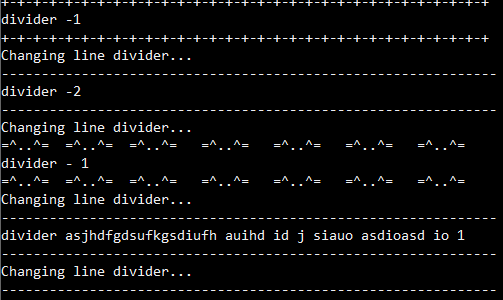 +-+-+-+-+-+-+-+-+-+-+-+-+-+-+-+-+-+-+-+-+-+-+-+-+-+-+-+-+-+-+
divider -1
+-+-+-+-+-+-+-+-+-+-+-+-+-+-+-+-+-+-+-+-+-+-+-+-+-+-+-+-+-+-+
Changing line divider...
--------------------------------------------------------------
divider -2
--------------------------------------------------------------
Changing line divider...
=^..^=  =^..^=  =^..^=   =^..^=   =^..^=   =^..^=   =^..^=
divider - 1
=^..^=  =^..^=  =^..^=   =^..^=   =^..^=   =^..^=   =^..^=
Changing line divider...
--------------------------------------------------------------
divider asjhdfgdsufkgsdiufh auihd id j siauo asdioasd io 1
--------------------------------------------------------------
Changing line divider...
--------------------------------------------------------------